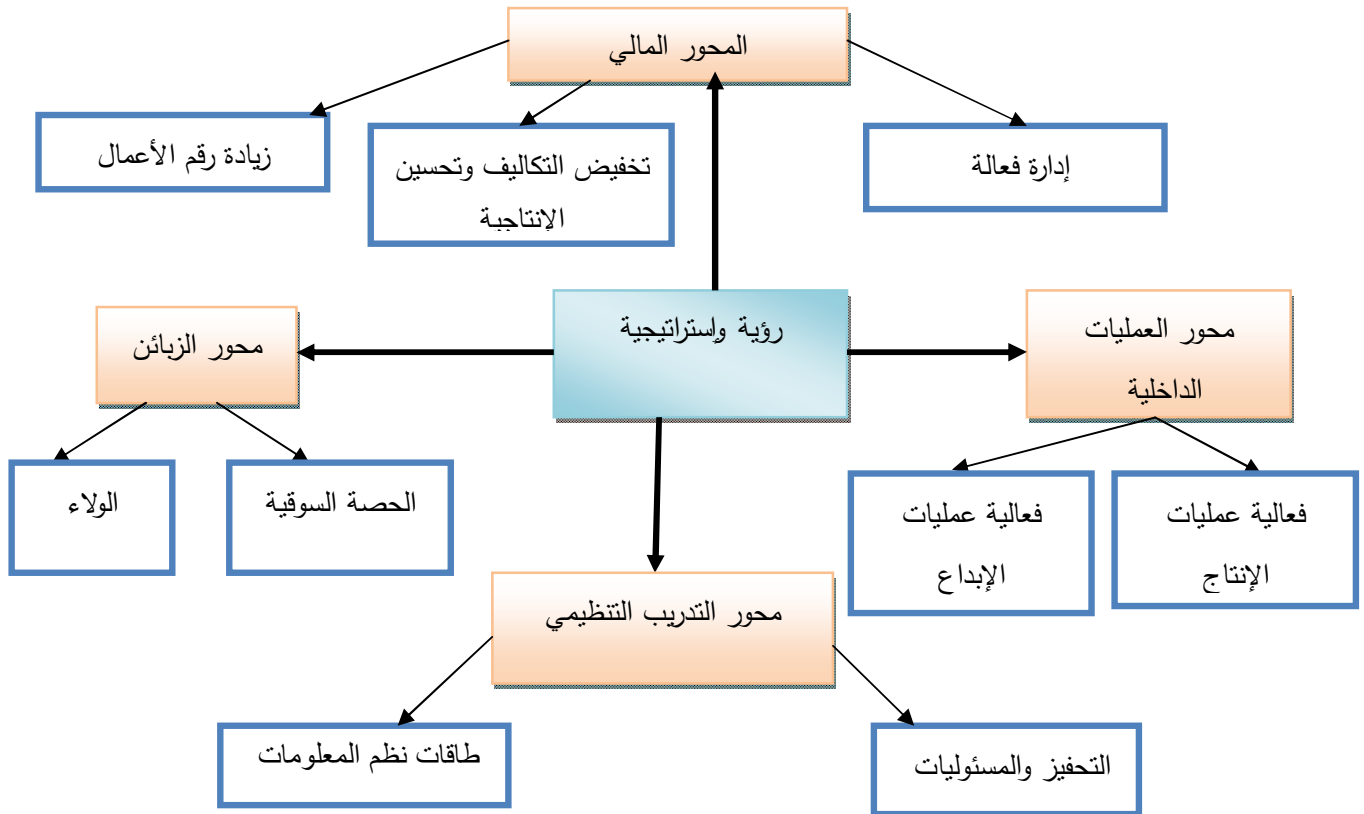 المحور المالي
زيادة رقم الأعمال
تخفيض التكاليف وتحسين
الإنتاجية
إدارة فعالة
رؤية وإستراتيجية
محور العمليات
الداخلية
محور الزبائن
الولاء
الحصة السوقية
فعالية عمليات
الإبداع
فعالية عمليات
الإنتاج
محور التدريب التنظيمي
طاقات نظم المعلومات
التحفيز والمسئوليات